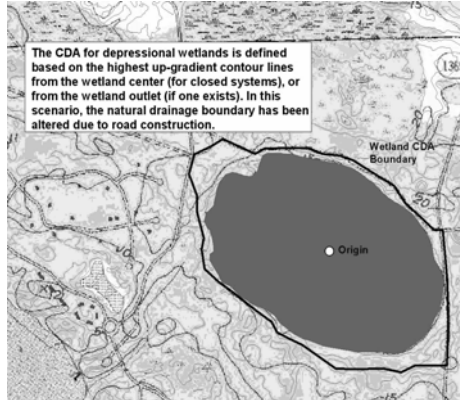 The CDA for depressional wetlands is defined
based on the highest up-gradient contour lines
from the wetland center (for closed systems), or
from the wetland outlet (if one exists). In this
scenario, the natural drainage boundary has been
altered due to road construction.
Wetland CDA
Boundary
20
Origin